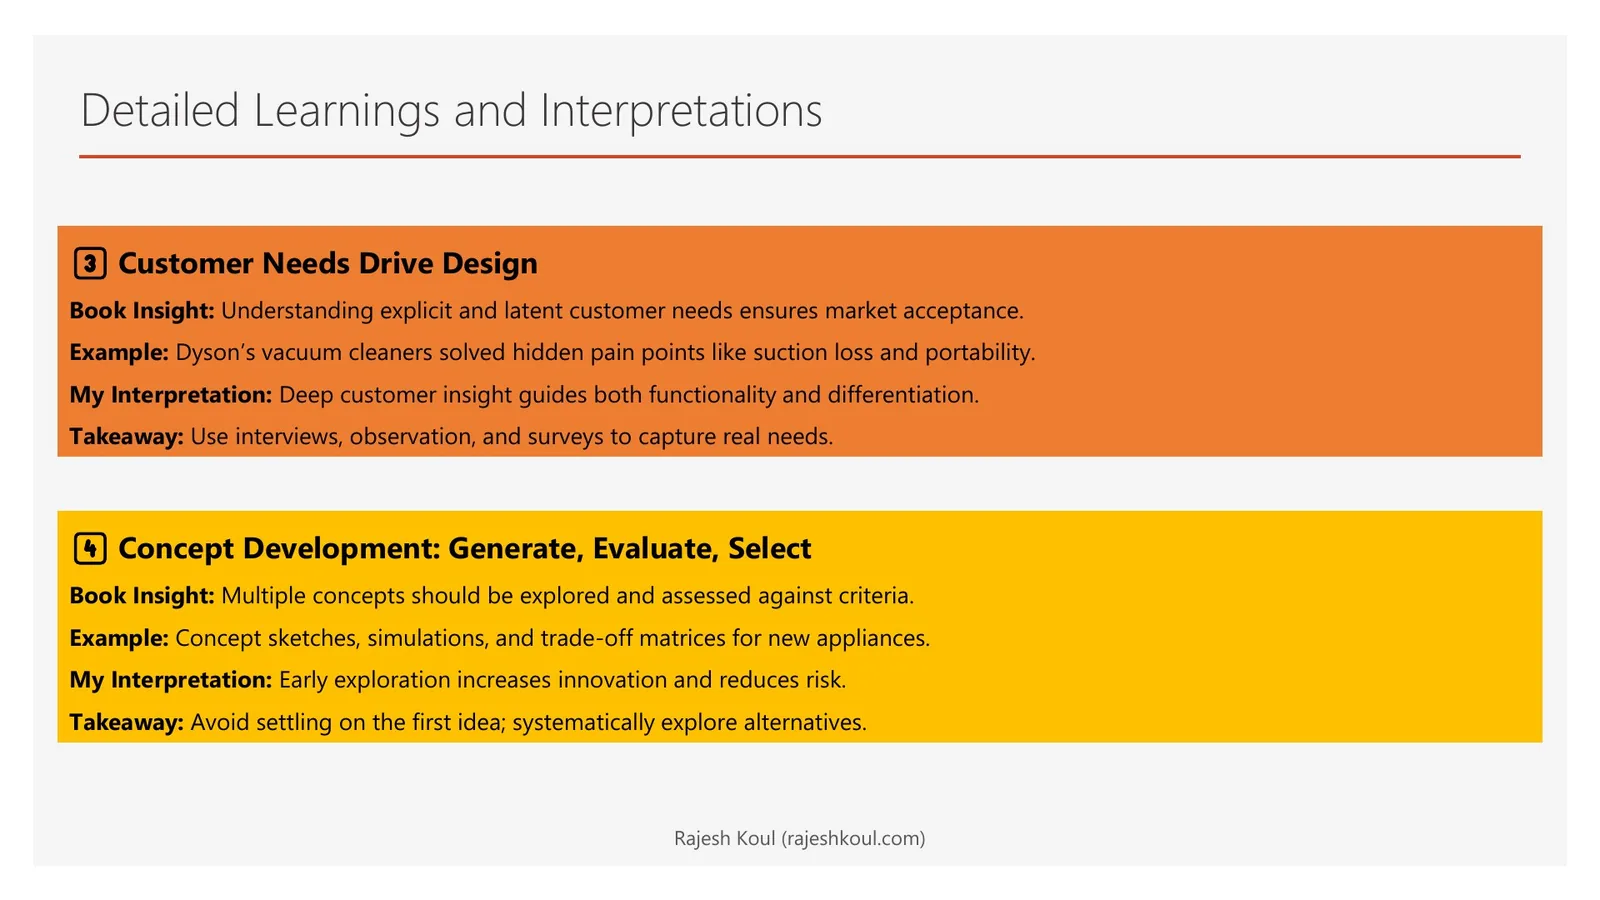 Detailed Learnings and Interpretations
3 Customer Needs Drive Design
Book Insight: Understanding explicit and latent customer needs ensures market acceptance.
Example: Dyson’s vacuum cleaners solved hidden pain points like suction loss and portability.
My Interpretation: Deep customer insight guides both functionality and differentiation.
Takeaway: Use interviews, observation, and surveys to capture real needs.
4 Concept Development: Generate, Evaluate, Select
Book Insight: Multiple concepts should be explored and assessed against criteria.
Example: Concept sketches, simulations, and trade-off matrices for new appliances.
My Interpretation: Early exploration increases innovation and reduces risk.
Takeaway: Avoid settling on the first idea; systematically explore alternatives.
Rajesh Koul (rajeshkoul.com)